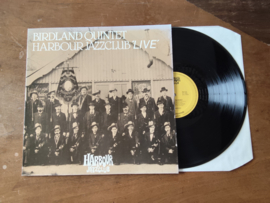 BIRDLAND QUINTET
HARBOUR JAZZCLUB "LIVE"
HARBOUR